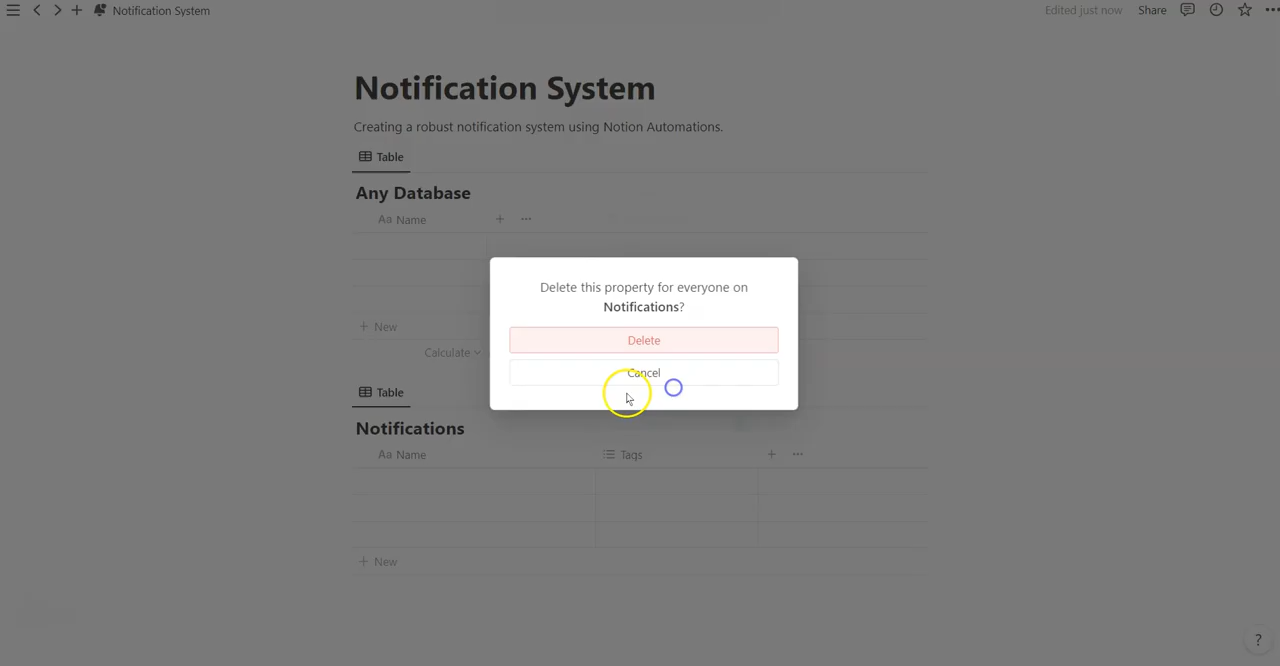 Notification System
Edited just now
Share
Notification System
Creating a robust notification system using Notion Automations.
Table
Any Database
Aa Name
+ New
Calculate
Delete this property for everyone on
Notifications?
Delete
Cancel
Table
Notifications
Aa Name
Tags
+ New
?